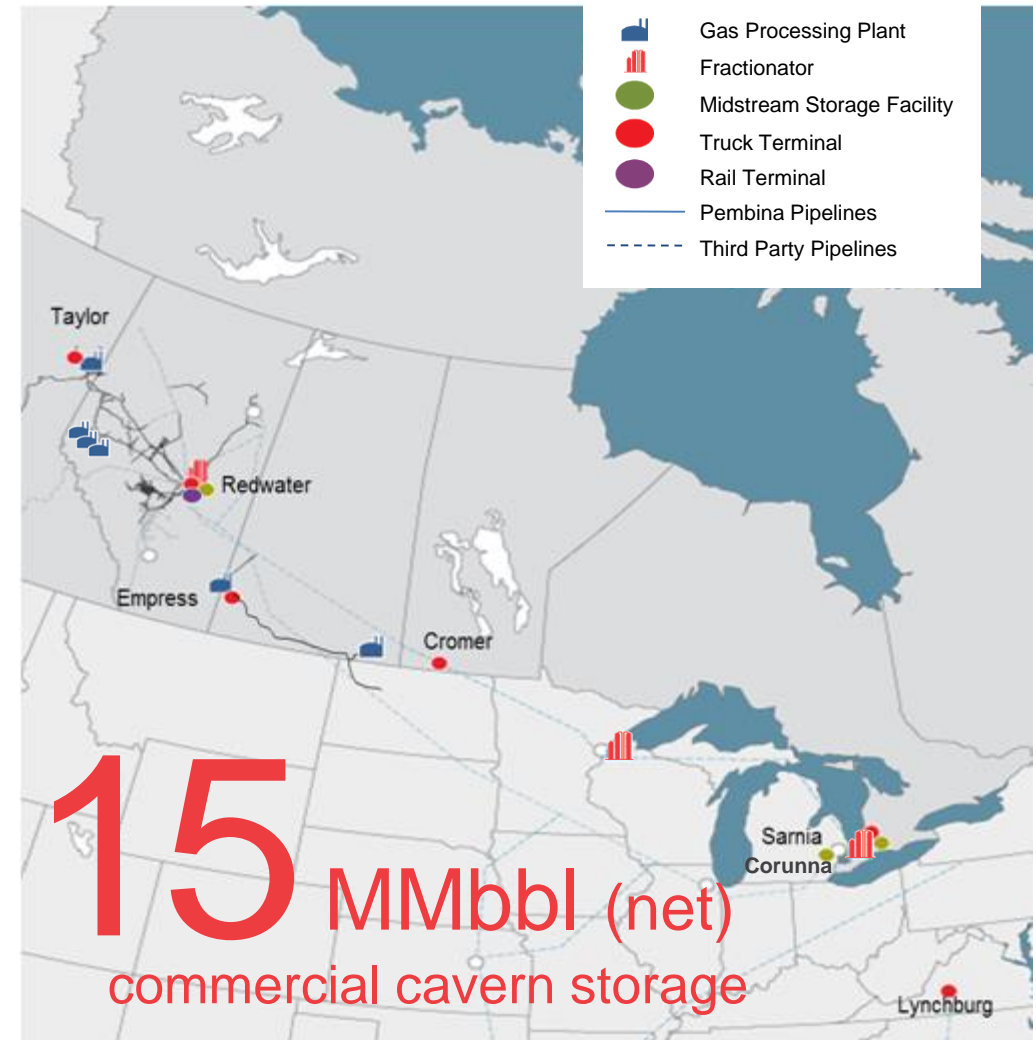 Gas Processing Plant
Fractionator
Midstream Storage Facility
Truck Terminal
Rail Terminal
Pembina Pipelines
Third Party Pipelines
Taylor
Redwater
Empress
Cromer
Sarnia
Corunna
15 MMbbl (net)
commercial cavern storage
Lynchburg